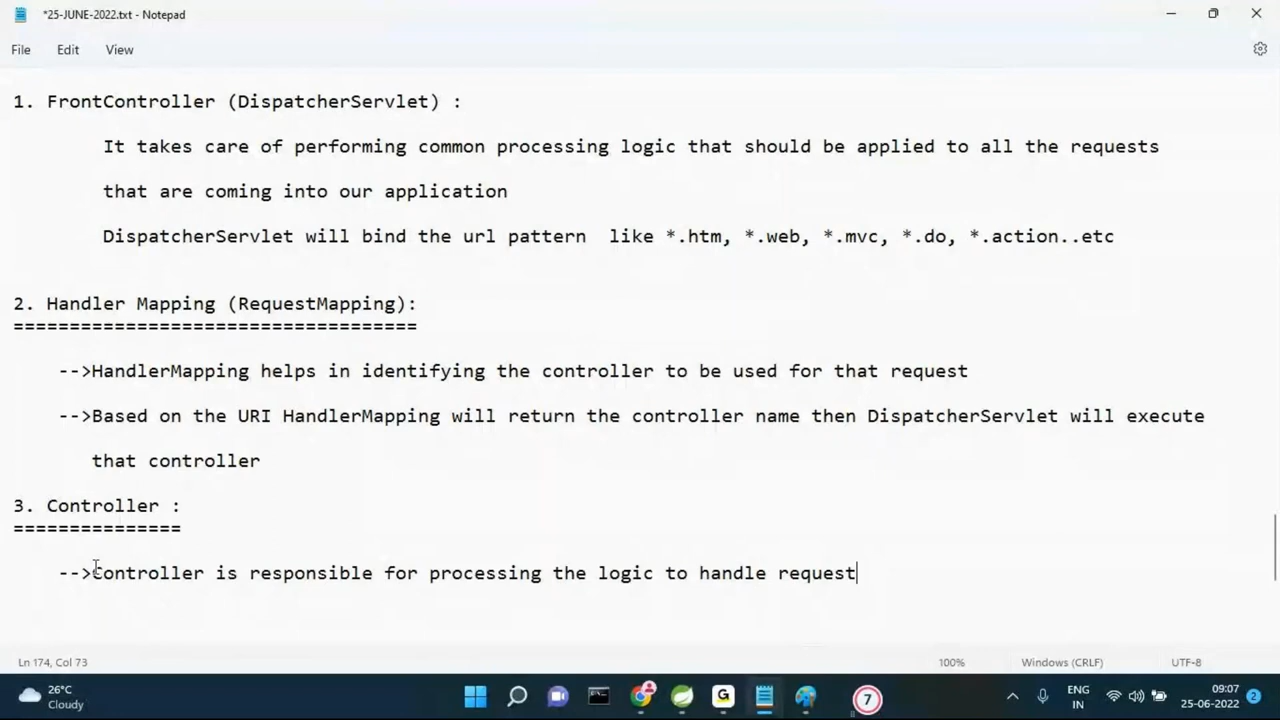 *25-JUNE-2022.txt - Notepad
File Edit View
1. FrontController (DispatcherServlet) :
It takes care of performing common processing logic that should be applied to all the requests
that are coming into our application
DispatcherServlet will bind the url pattern  like *.htm, *.web, *.mvc, *.do, *.action..etc
2. Handler Mapping (RequestMapping):
====================================
-->HandlerMapping helps in identifying the controller to be used for that request
-->Based on the URI HandlerMapping will return the controller name then DispatcherServlet will execute
that controller
3. Controller :
===============
-->Controller is responsible for processing the logic to handle request
Ln 174, Col 73 100% Windows (CRLF) UTF-8
26°C
Cloudy
G
7
ENG
IN
09:07
25-06-2022
2